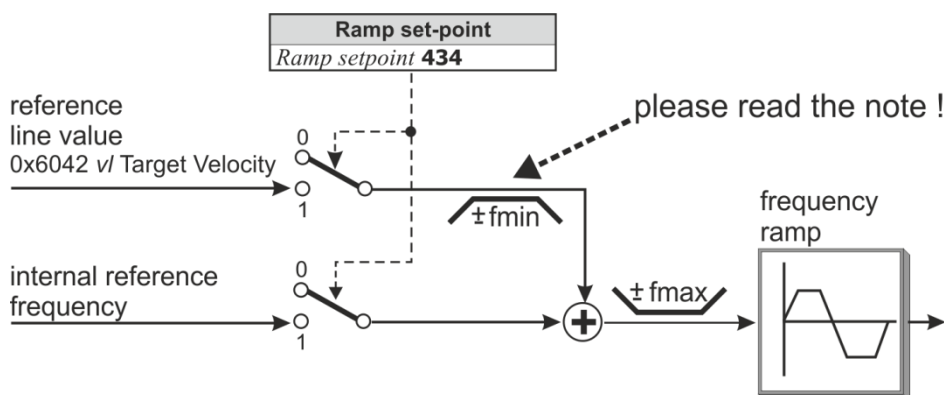 Ramp set-point
Ramp setpoint 434
reference
line value
0x6042 vl Target Velocity
0
1
please read the note !
±fmin
frequency
ramp
internal reference
frequency
0
1
+
± fmax